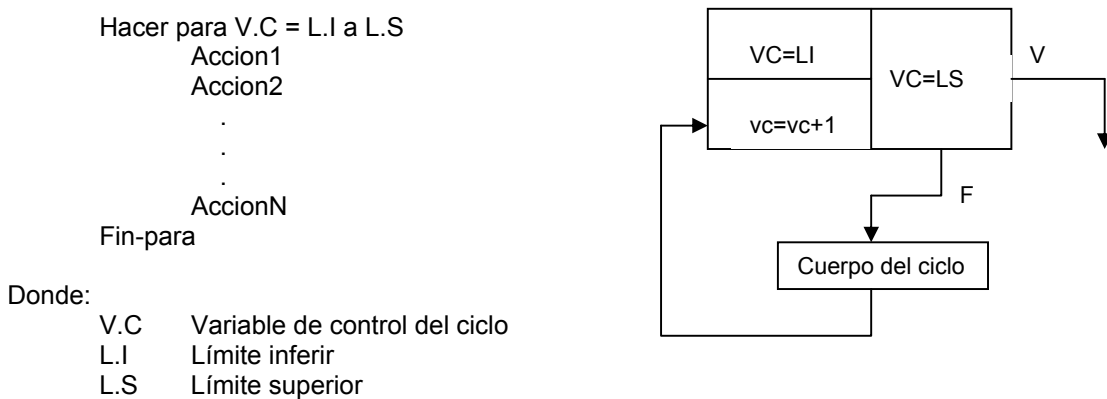 Hacer para V.C = L.I a L.S
Accion1
Accion2
.
.
.
AccionN
Fin-para
Donde:
V.C Variable de control del ciclo
L.I Límite inferir
L.S Límite superior
VC=LI
VC=LS
V
vc=vc+1
F
Cuerpo del ciclo